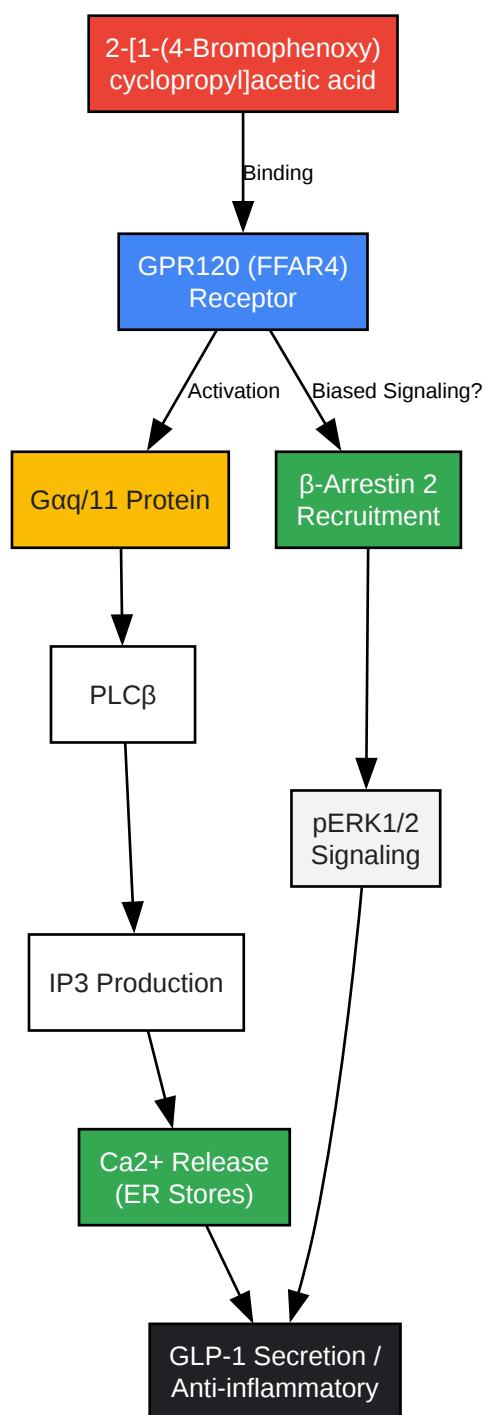 2-[1-(4-Bromophenoxy)
cyclopropyl]acetic acid
Binding
GPR120 (FFAR4)
Receptor
Activation
Biased Signaling?
Gαq/11 Protein
β-Arrestin 2
Recruitment
PLCβ
pERK1/2
Signaling
IP3 Production
Ca2+ Release
(ER Stores)
GLP-1 Secretion /
Anti-inflammatory